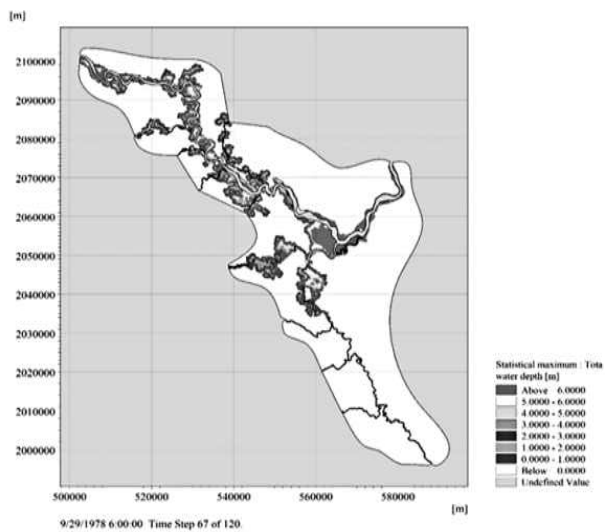 [m]
2100000
2090000
2080000
2070000
2060000
2050000
2040000
2030000
2020000
2010000
2000000
500000 520000 540000 560000 580000
[m]
9/29/1978 6:00:00 Time Step 67 of 120
Statistical maximum : Tota
water depth [m]
Above 6.0000
5.0000 - 6.0000
4.0000 - 5.0000
3.0000 - 4.0000
2.0000 - 3.0000
1.0000 - 2.0000
0.0000 - 1.0000
Below 0.0000
Undefined Value